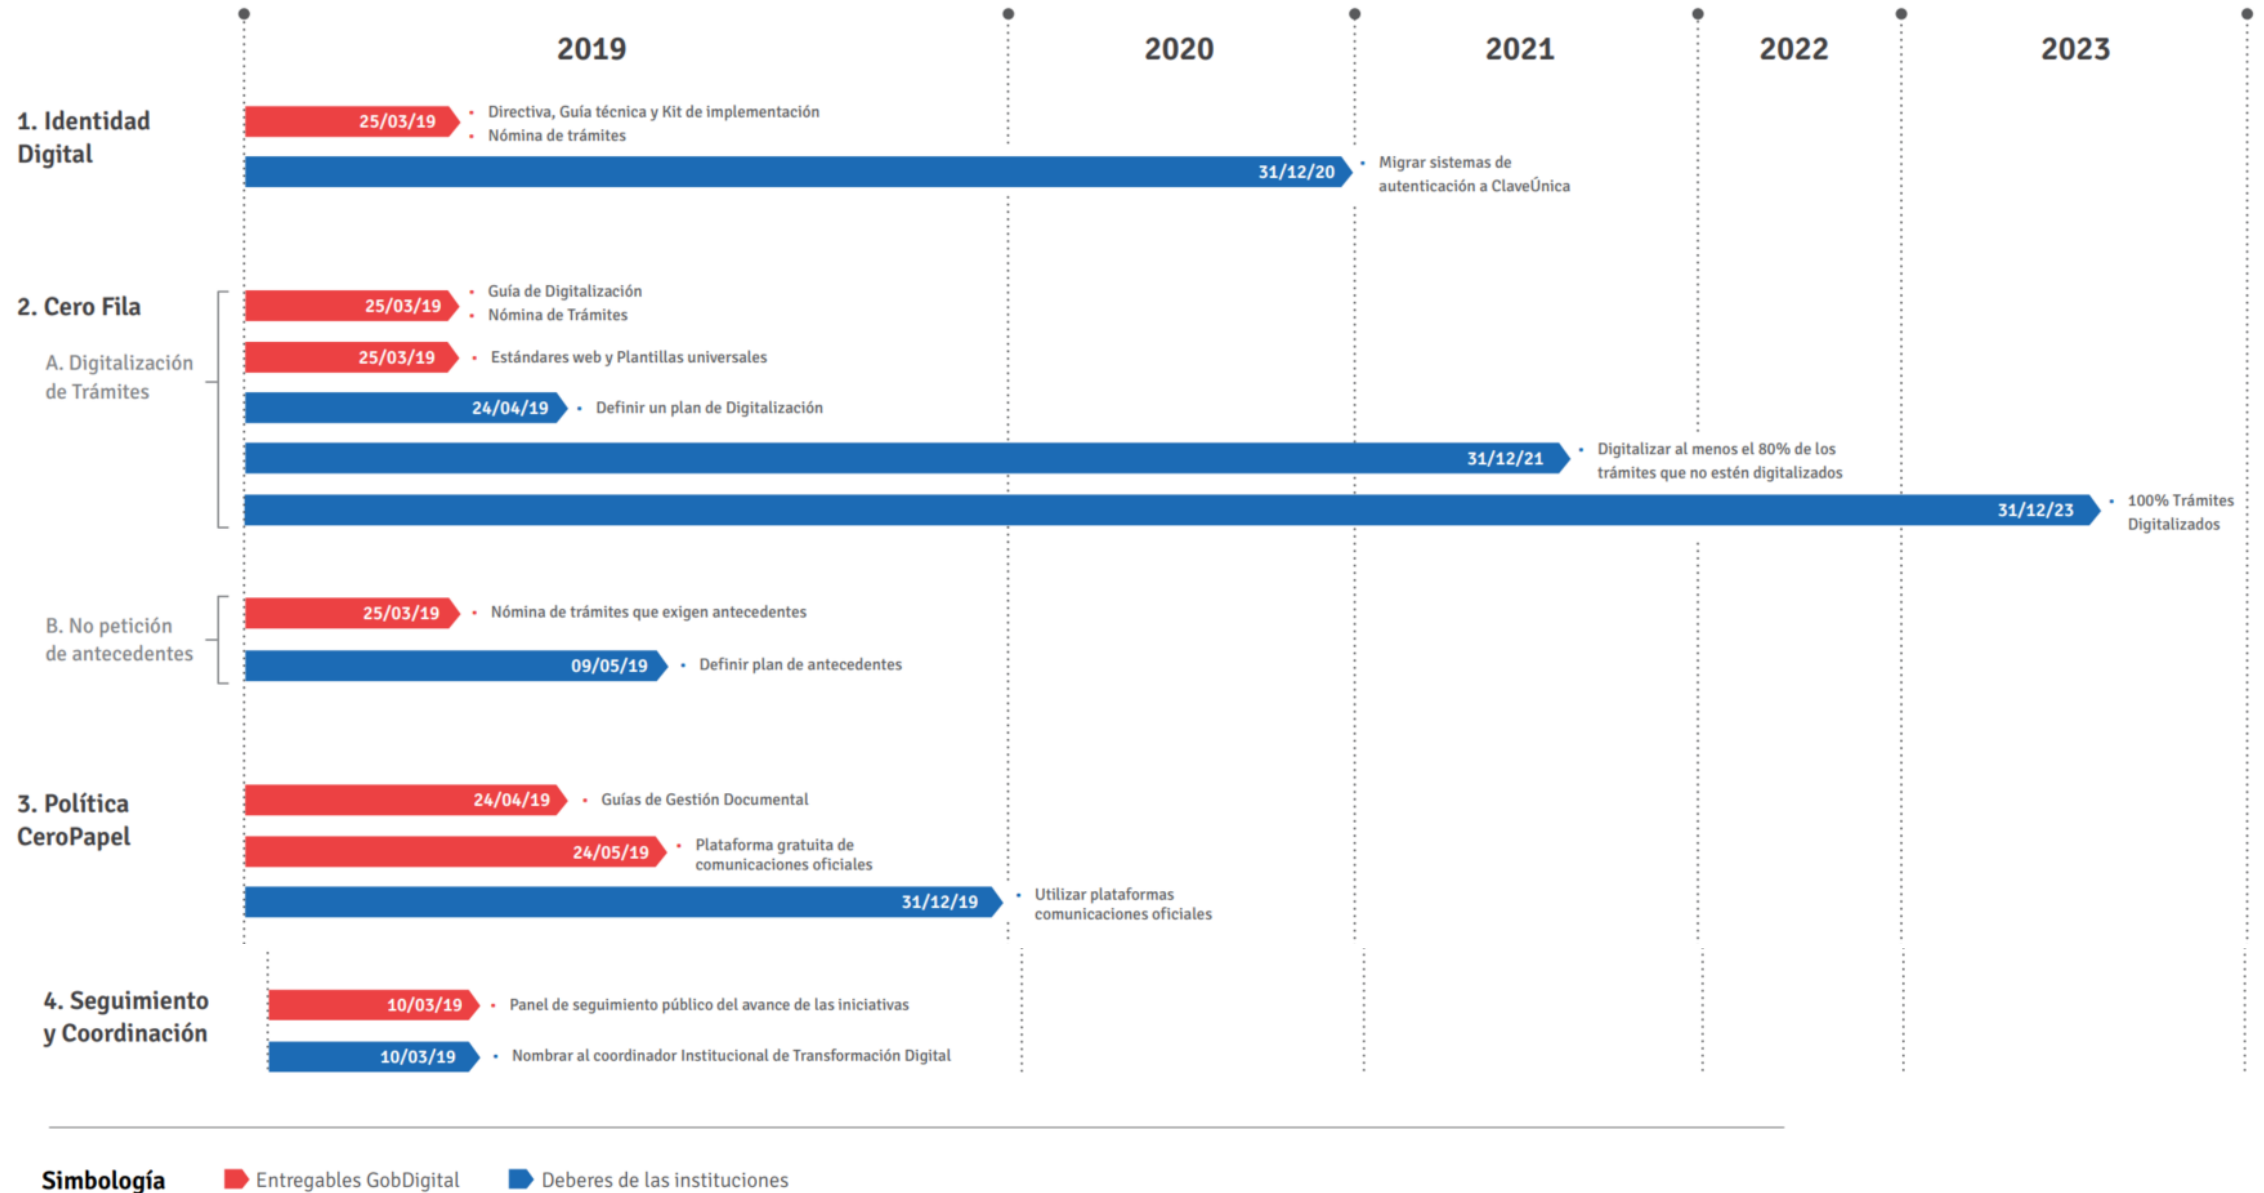 2019 2020 2021 2022 2023
1. Identidad
Digital
25/03/19
Directiva, Guía técnica y Kit de implementación
Nómina de trámites
31/12/20
Migrar sistemas de
autenticación a ClaveÚnica
2. Cero Fila
A. Digitalización
de Trámites
25/03/19
Guía de Digitalización
Nómina de Trámites
25/03/19
Estándares web y Plantillas universales
24/04/19
Definir un plan de Digitalización
31/12/21
Digitalizar al menos el 80% de los
trámites que no estén digitalizados
31/12/23
100% Trámites
Digitalizados
B. No petición
de antecedentes
25/03/19
Nómina de trámites que exigen antecedentes
09/05/19
Definir plan de antecedentes
3. Política
CeroPapel
24/04/19
Guías de Gestión Documental
24/05/19
Plataforma gratuita de
comunicaciones oficiales
31/12/19
Utilizar plataformas
comunicaciones oficiales
4. Seguimiento
y Coordinación
10/03/19
Panel de seguimiento público del avance de las iniciativas
10/03/19
Nombrar al coordinador Institucional de Transformación Digital
Simbología
Entregables GobDigital
Deberes de las instituciones